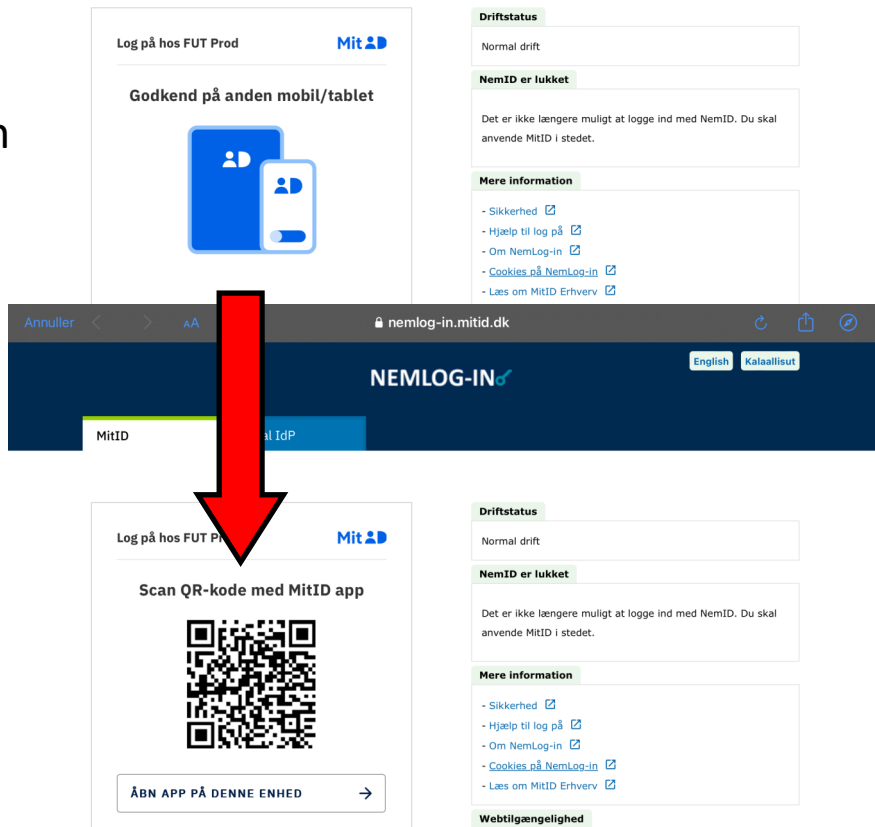 Log på hos FUT Prod
Mit ID
Godkend på anden mobil/tablet
Driftstatus
Normal drift
NemID er lukket
Det er ikke længere muligt at logge ind med NemID. Du skal
anvende MitID i stedet.
Mere information
- Sikkerhed
- Hjælp til log på
- Om NemLog-in
- Cookies på NemLog-in
- Læs om MitID Erhverv
Annuller
AA
nemlog-in.mitid.dk
NEMLOG-IN
English
Kalaallisut
MitID
IdP
Log på hos FUT
Mit ID
Scan QR-kode med MitID app
ÅBN APP PÅ DENNE ENHED
Driftstatus
Normal drift
NemID er lukket
Det er ikke længere muligt at logge ind med NemID. Du skal
anvende MitID i stedet.
Mere information
- Sikkerhed
- Hjælp til log på
- Om NemLog-in
- Cookies på NemLog-in
- Læs om MitID Erhverv
Webtilgængelighed